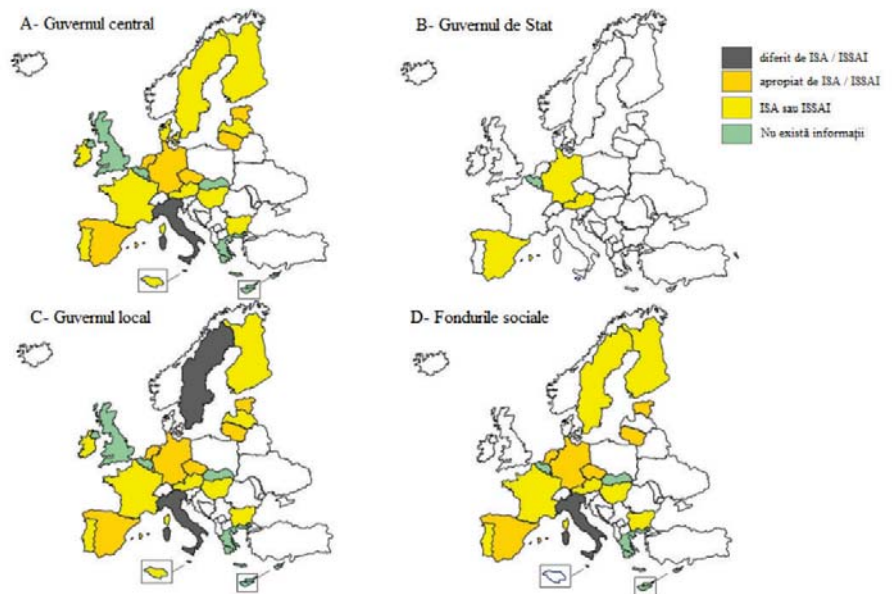 A- Guvernul central
B- Guvernul de Stat
diferit de ISA / ISSAI
apropiat de ISA / ISSAI
ISA sau ISSAI
Nu există informații
C- Guvernul local
D- Fondurile sociale